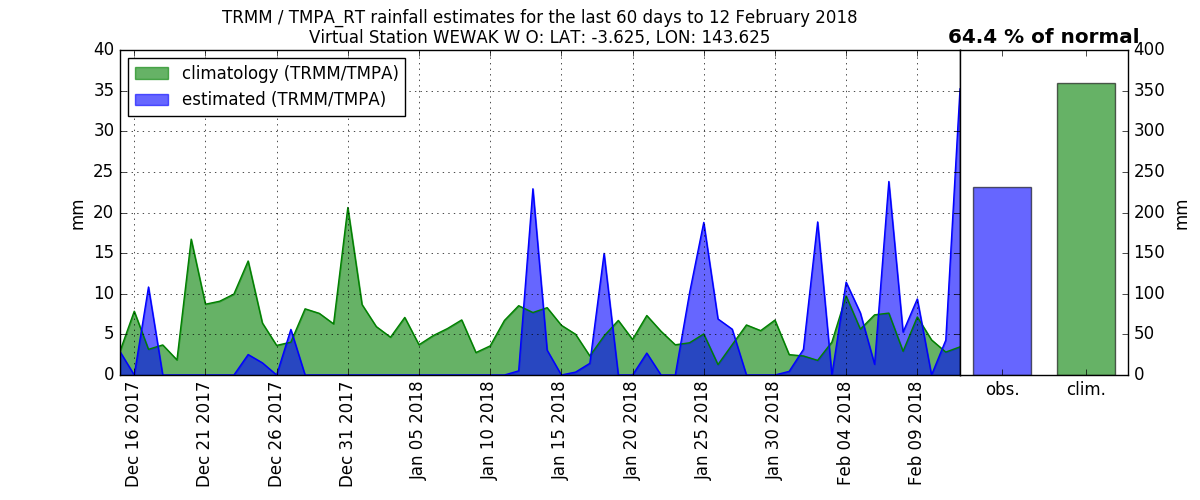 TRMM / TMPA_RT rainfall estimates for the last 60 days to 12 February 2018
Virtual Station WEWAK W O: LAT: -3.625, LON: 143.625
64.4 % of normal
climatology (TRMM/TMPA)
estimated (TRMM/TMPA)
40
35
30
25
20
15
10
5
0
mm
Dec 16 2017
Dec 21 2017
Dec 26 2017
Dec 31 2017
Jan 05 2018
Jan 10 2018
Jan 15 2018
Jan 20 2018
Jan 25 2018
Jan 30 2018
Feb 04 2018
Feb 09 2018
obs.
clim.
400
350
300
250
200
150
100
50
0
mm